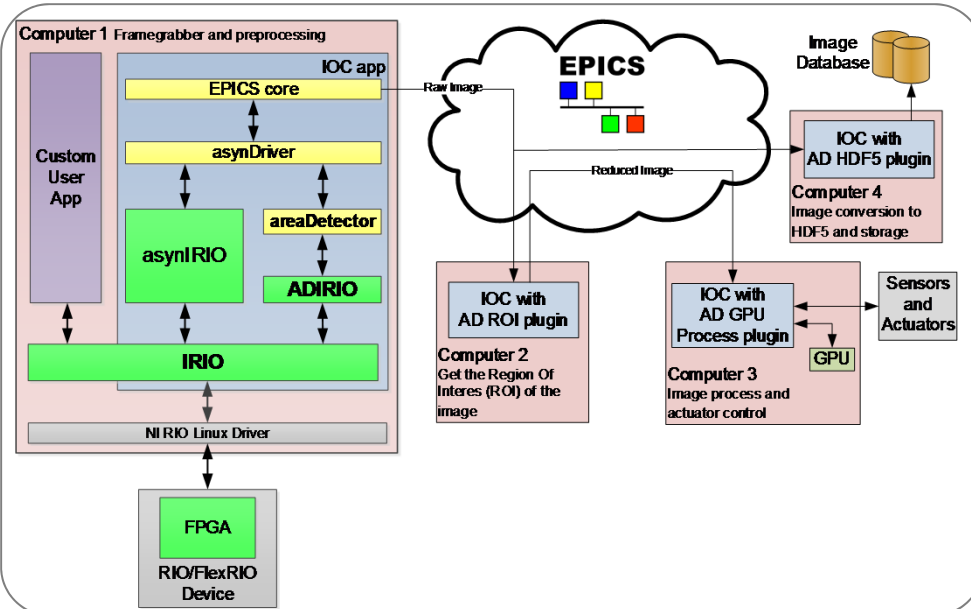 Computer 1 Framegrabber and preprocessing
IOC app
EPICS core
asynDriver
Custom
User
App
asynIRIO
areaDetector
ADIRIO
IRIO
NI RIO Linux Driver
FPGA
RIO/FlexRIO
Device
EPICS
Raw Image
Reduced Image
IOC with
AD ROI plugin
Computer 2
Get the Region Of
Interes (ROI) of the
image
IOC with
AD GPU
Process plugin
GPU
Computer 3
Image process and
actuator control
Sensors
and
Actuators
Image
Database
IOC with
AD HDF5 plugin
Computer 4
Image conversion to
HDF5 and storage